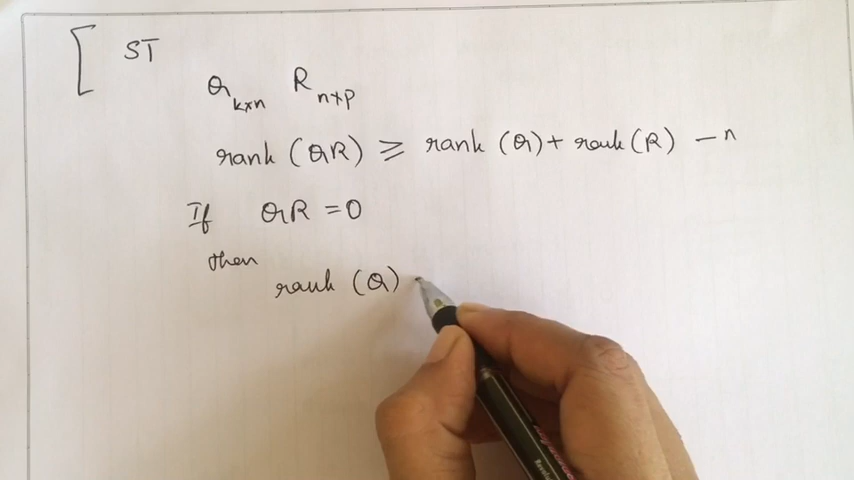 [ ST
Q k×n R n×p
rank (QR) ⩾ rank (Q) + rank (R) – n
If QR = 0
then
rank (Q)